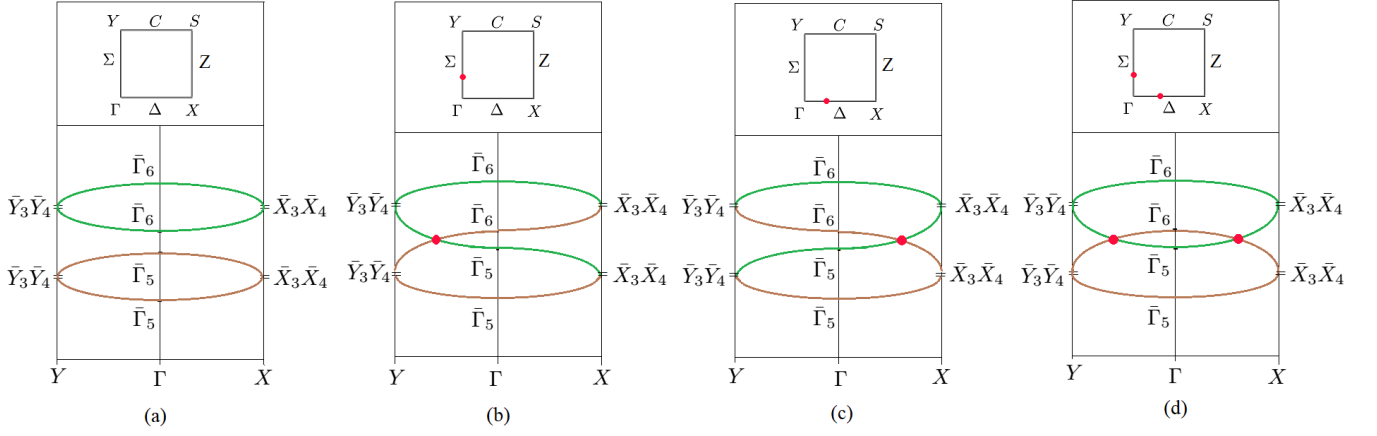 Y C S
Σ Z
Γ Δ X
Γ̄₆
Ȳ₃Ȳ₄ Γ̄₆ X̄₃X̄₄
Ȳ₃Ȳ₄ Γ̄₅ X̄₃X̄₄
Γ̄₅
Y Γ X
(a)
Y C S
Σ Z
Γ Δ X
Γ̄₆
Ȳ₃Ȳ₄ Γ̄₆ X̄₃X̄₄
Ȳ₃Ȳ₄ Γ̄₅ X̄₃X̄₄
Γ̄₅
Y Γ X
(b)
Y C S
Σ Z
Γ Δ X
Γ̄₆
Ȳ₃Ȳ₄ Γ̄₆ X̄₃X̄₄
Ȳ₃Ȳ₄ Γ̄₅ X̄₃X̄₄
Γ̄₅
Y Γ X
(c)
Y C S
Σ Z
Γ Δ X
Γ̄₆
Ȳ₃Ȳ₄ Γ̄₆ X̄₃X̄₄
Ȳ₃Ȳ₄ Γ̄₅ X̄₃X̄₄
Γ̄₅
Y Γ X
(d)